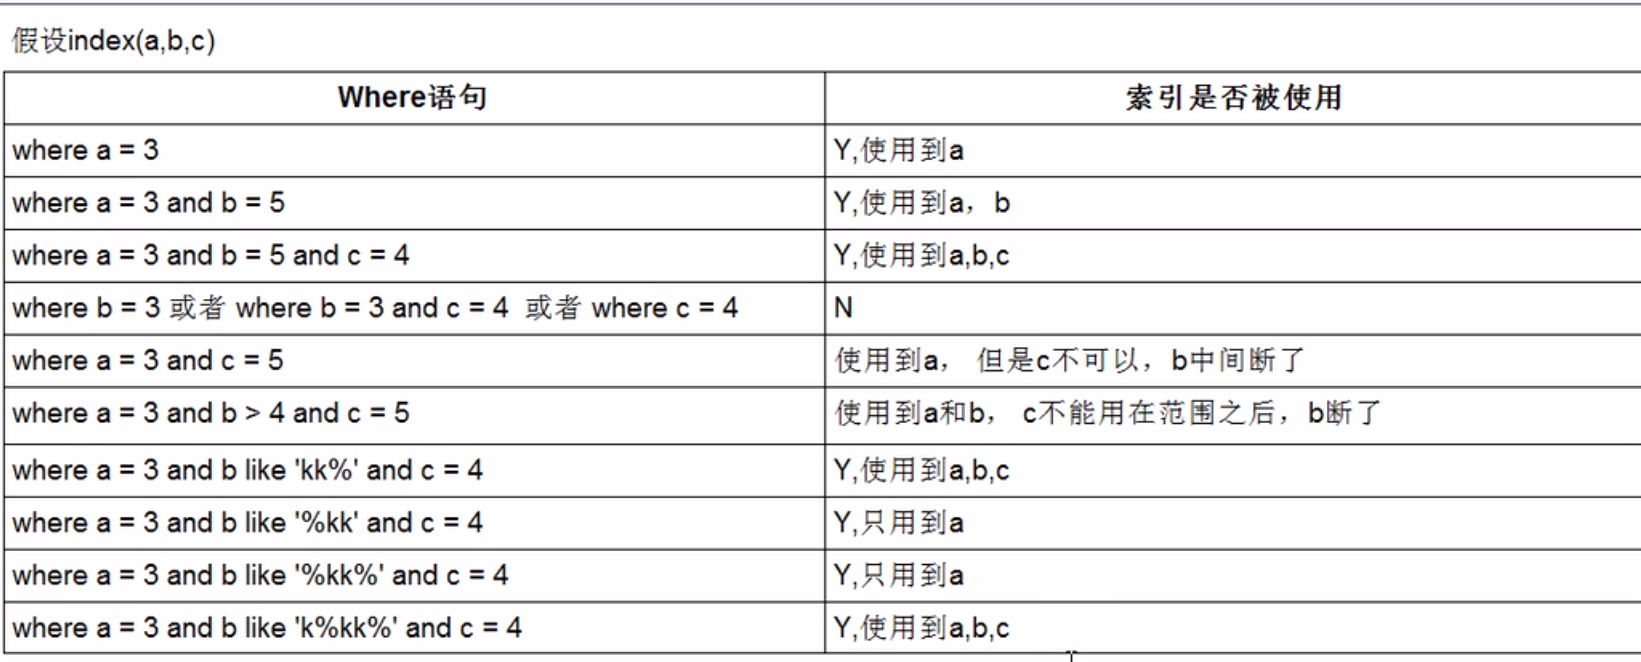 假设index(a,b,c)
Where语句 索引是否被使用
where a = 3 Y,使用到a
where a = 3 and b = 5 Y,使用到a，b
where a = 3 and b = 5 and c = 4 Y,使用到a,b,c
where b = 3 或者 where b = 3 and c = 4 或者 where c = 4 N
where a = 3 and c = 5 使用到a， 但是c不可以，b中间断了
where a = 3 and b > 4 and c = 5 使用到a和b， c不能用在范围之后，b断了
where a = 3 and b like 'kk%' and c = 4 Y,使用到a,b,c
where a = 3 and b like '%kk' and c = 4 Y,只用到a
where a = 3 and b like '%kk%' and c = 4 Y,只用到a
where a = 3 and b like 'k%kk%' and c = 4 Y,使用到a,b,c